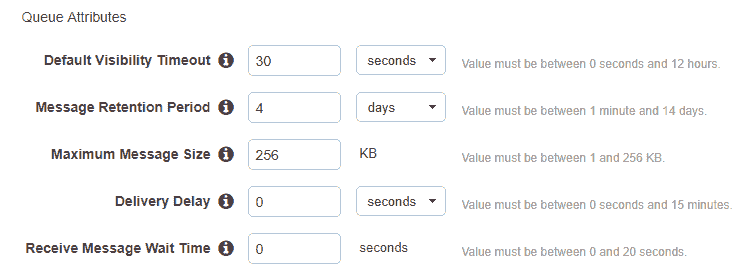 Queue Attributes
Default Visibility Timeout 30 seconds Value must be between 0 seconds and 12 hours.
Message Retention Period 4 days Value must be between 1 minute and 14 days.
Maximum Message Size 256 KB Value must be between 1 and 256 KB.
Delivery Delay 0 seconds Value must be between 0 seconds and 15 minutes.
Receive Message Wait Time 0 seconds Value must be between 0 and 20 seconds.